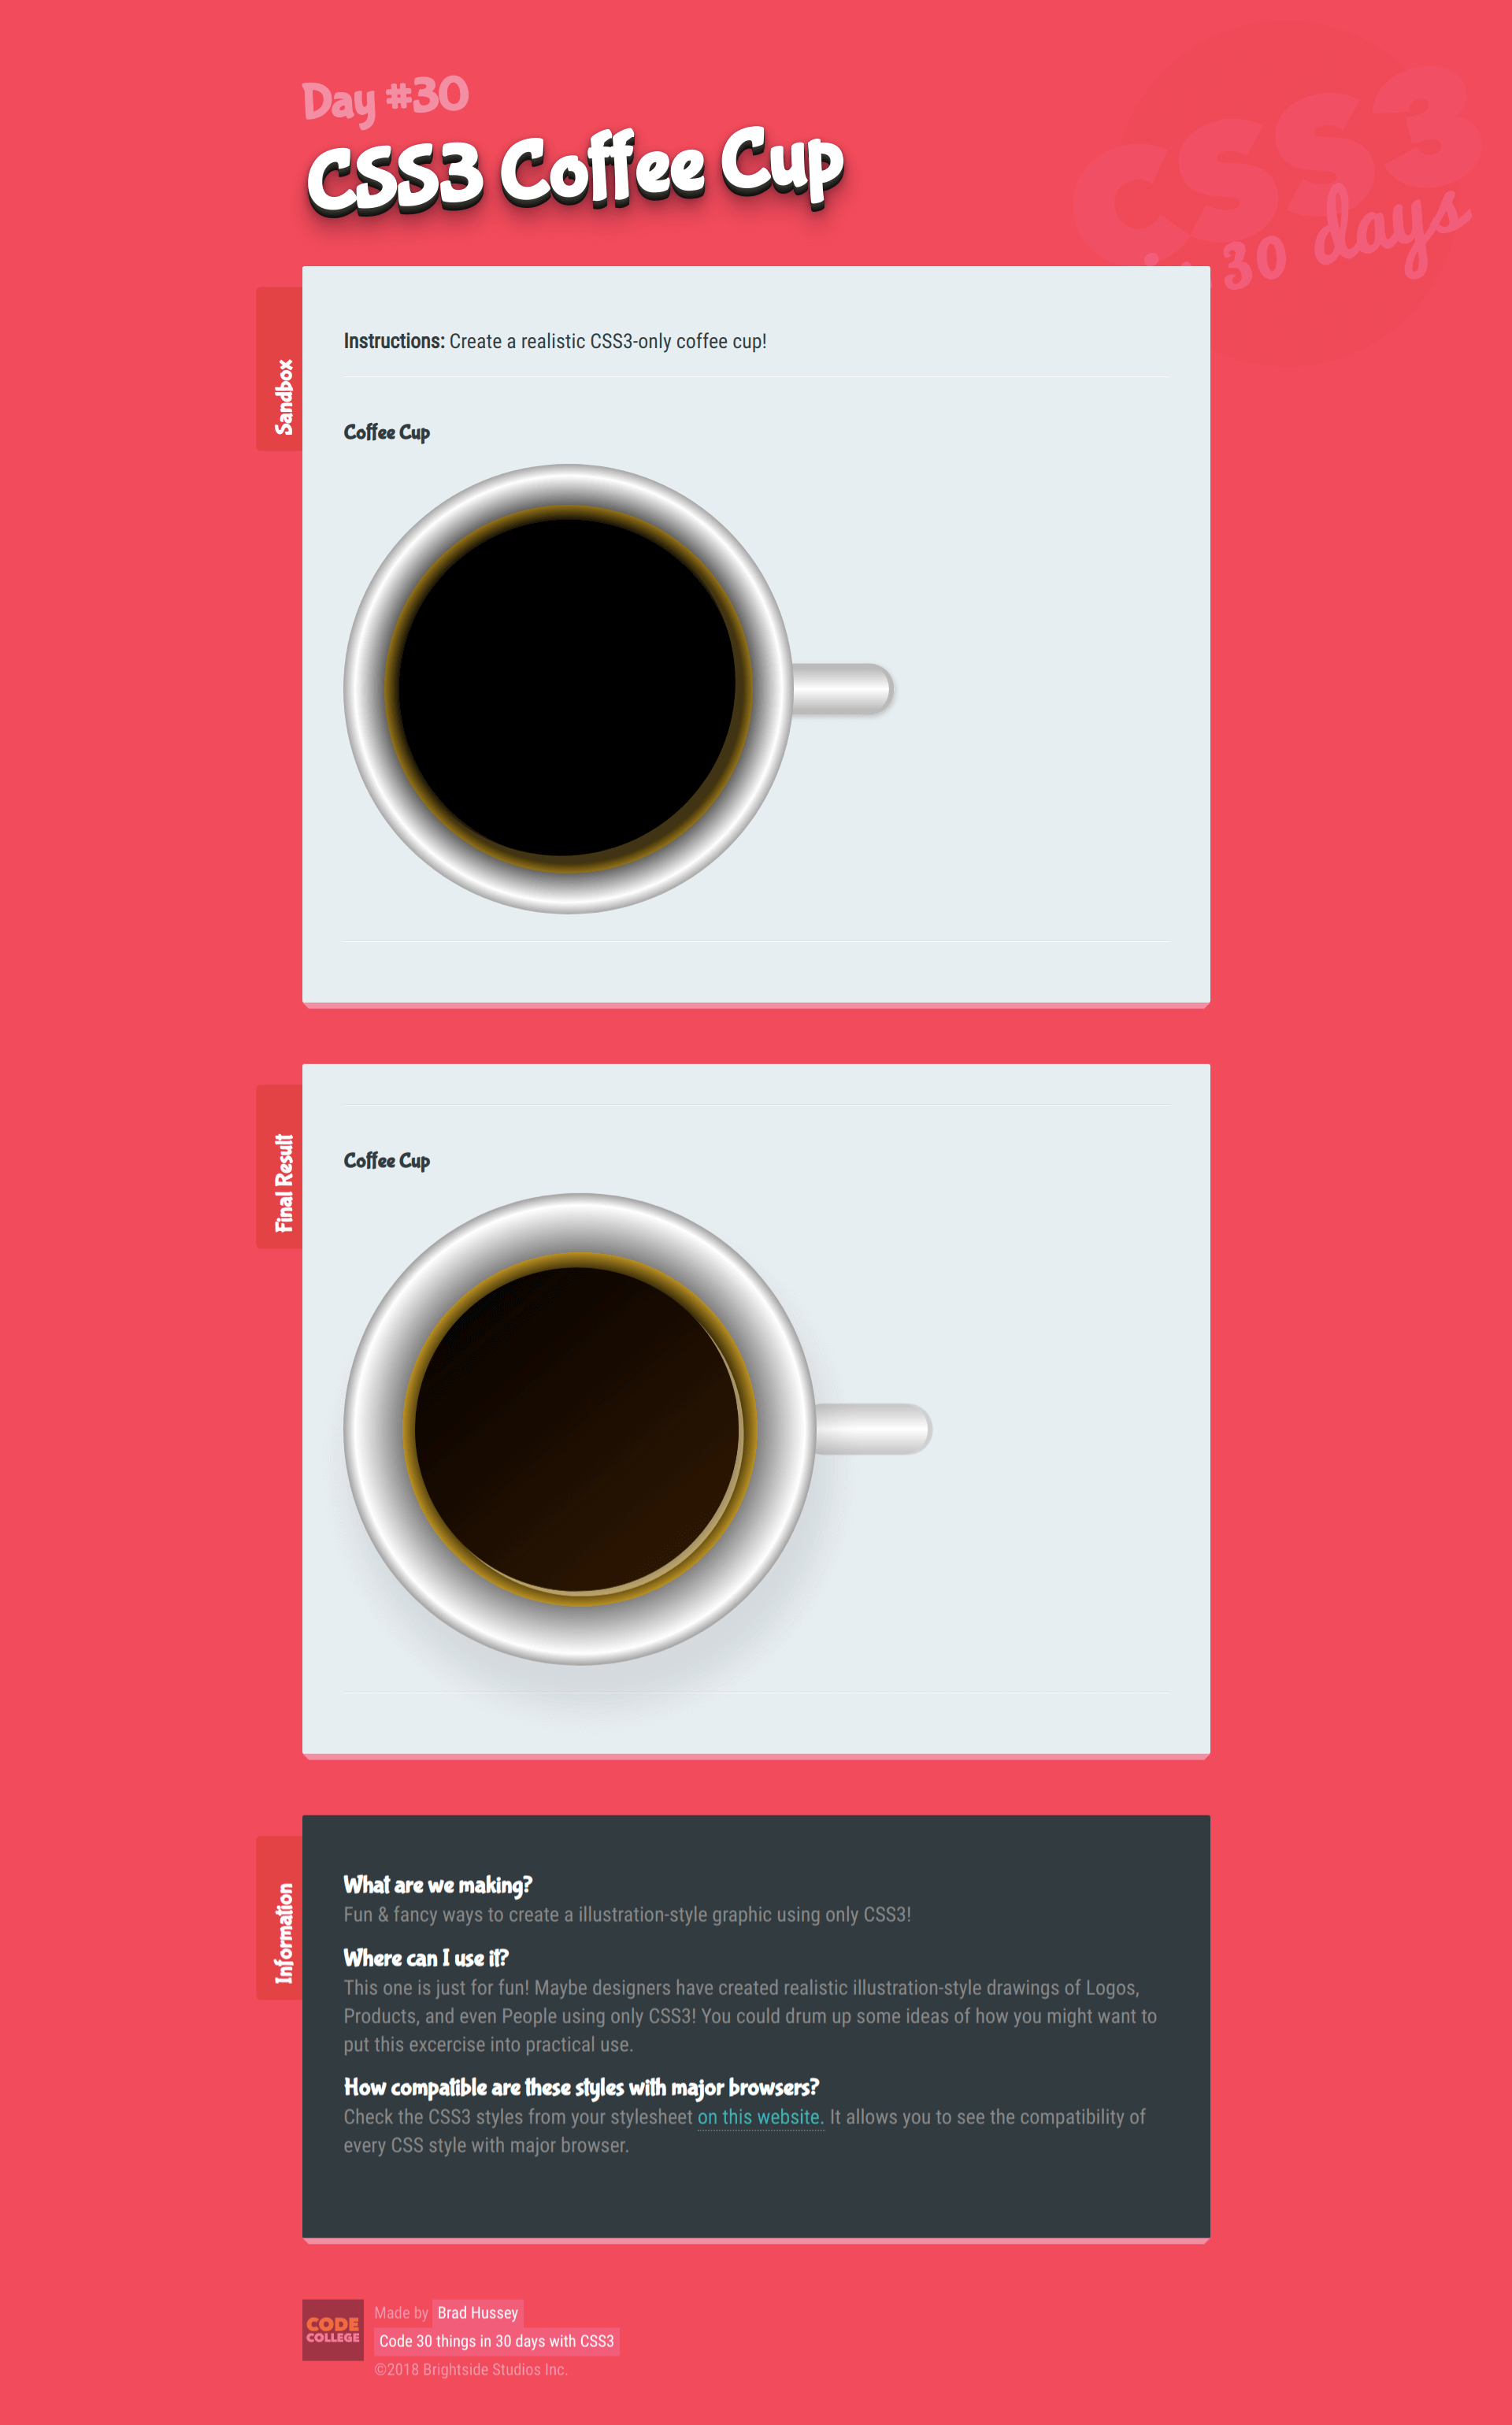 Day #30
CSS3 Coffee Cup
CSS3
30 days
Sandbox
Instructions: Create a realistic CSS3-only coffee cup!
Coffee Cup
Final Result
Coffee Cup
Information
What are we making?
Fun & fancy ways to create a illustration-style graphic using only CSS3!
Where can I use it?
This one is just for fun! Maybe designers have created realistic illustration-style drawings of Logos,
Products, and even People using only CSS3! You could drum up some ideas of how you might want to
put this excercise into practical use.
How compatible are these styles with major browsers?
Check the CSS3 styles from your stylesheet on this website. It allows you to see the compatibility of
every CSS style with major browser.
CODE
COLLEGE
Made by Brad Hussey
Code 30 things in 30 days with CSS3
©2018 Brightside Studios Inc.